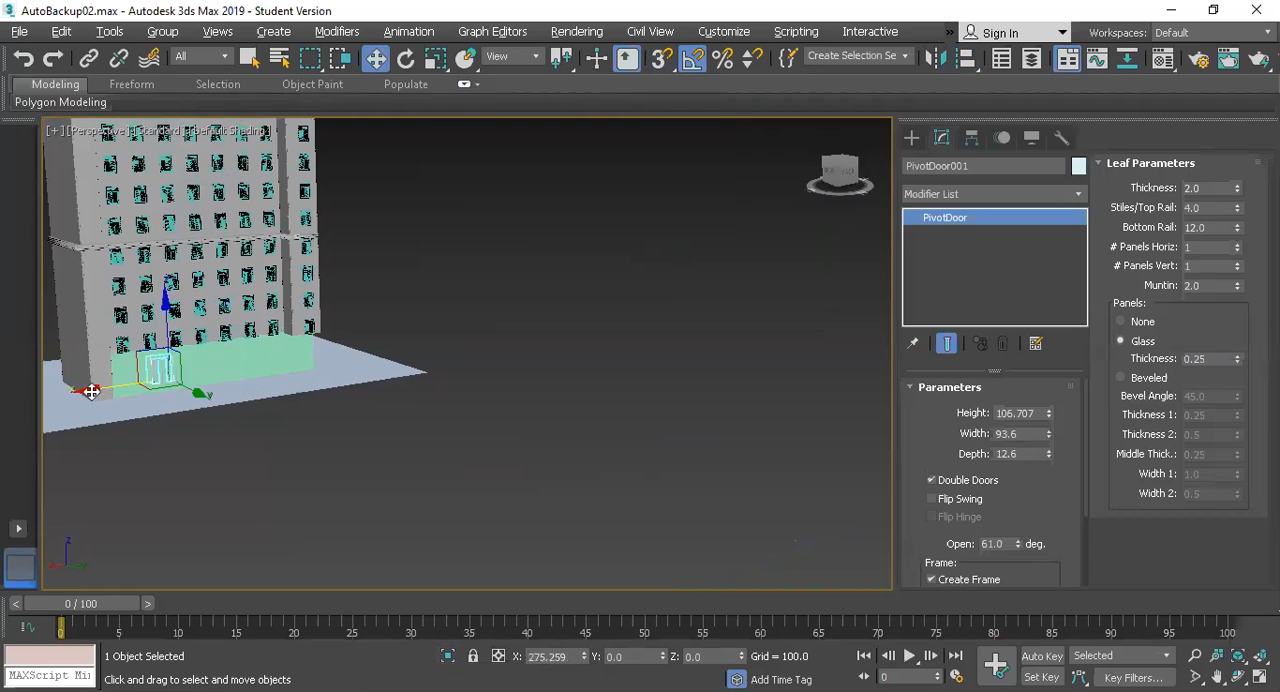 AutoBackup02.max - Autodesk 3ds Max 2019 - Student Version
File Edit Tools Group Views Create Modifiers Animation Graph Editors Rendering Civil View Customize Scripting Interactive Sign In Workspaces: Default
All View Create Selection Se
Modeling Freeform Selection Object Paint Populate
Polygon Modeling
[+] [Perspective] [Standard] [Default Shading]
PivotDoor001
Modifier List
PivotDoor
Parameters
Height: 106.707
Width: 93.6
Depth: 12.6
Double Doors
Flip Swing
Flip Hinge
Open: 61.0 deg.
Frame:
Create Frame
Leaf Parameters
Thickness: 2.0
Stiles/Top Rail: 4.0
Bottom Rail: 12.0
# Panels Horiz: 1
# Panels Vert: 1
Muntin: 2.0
Panels:
None
Glass
Thickness: 0.25
Beveled
Bevel Angle: 45.0
Thickness 1: 0.25
Thickness 2: 0.5
Middle Thick.: 0.25
Width 1: 1.0
Width 2: 0.5
y
z
0 / 100
0 5 10 15 20 25 30 35 40 45 50 55 60 65 70 75 80 85 90 95 100
1 Object Selected X: 275.259 Y: 0.0 Z: 0.0 Grid = 100.0 Auto Key Selected
MAXScript Mi Click and drag to select and move objects Add Time Tag 0 Set Key Key Filters...